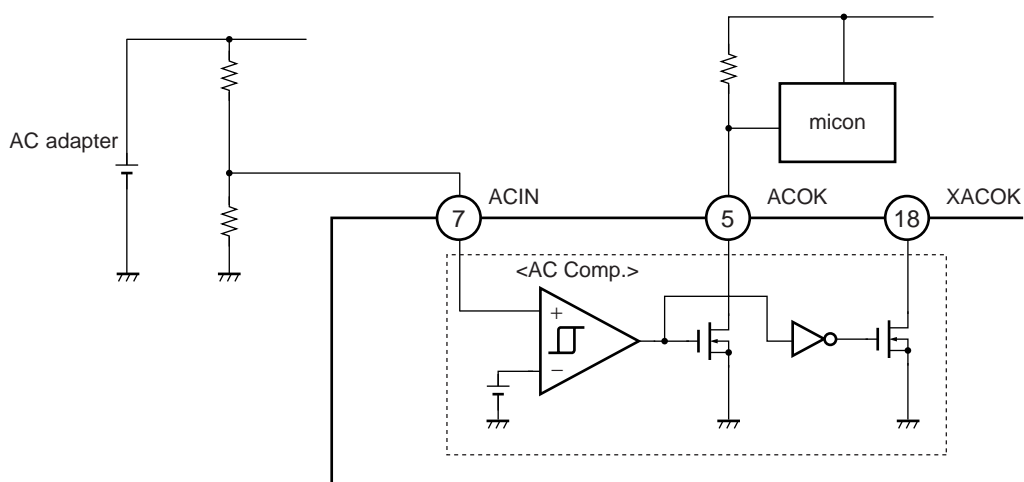 AC adapter
micon
7
ACIN
5
ACOK
18
XACOK
<AC Comp.>
+
−